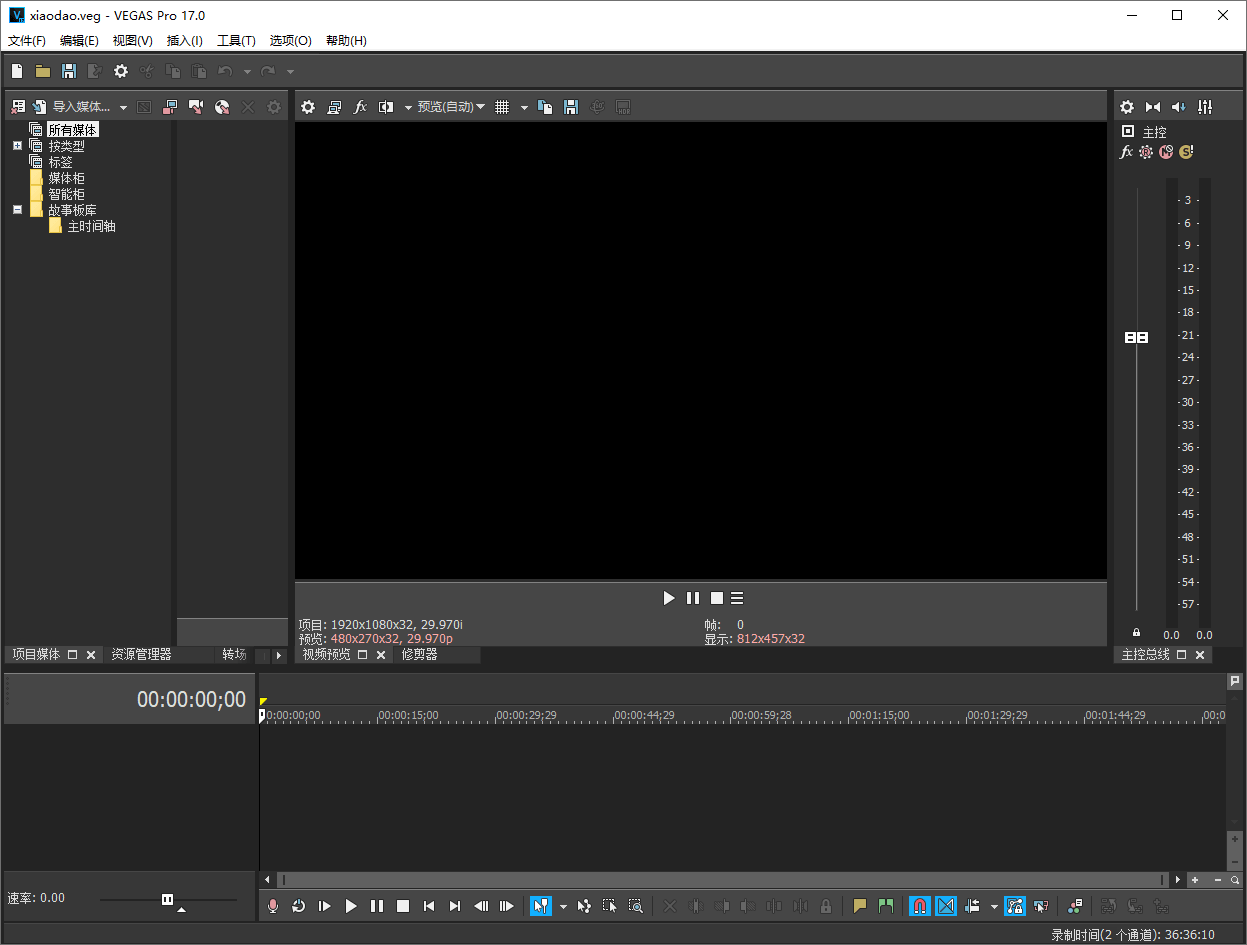 xiaodao.veg - VEGAS Pro 17.0
文件(F) 编辑(E) 视图(V) 插入(I) 工具(T) 选项(O) 帮助(H)
导入媒体...
预览(自动)
所有媒体
按类型
标签
媒体柜
智能柜
故事板库
主时间轴
主控
fx
- 3 -
- 6 -
- 9 -
-12-
-15-
-18-
-21-
-24-
-27-
-30-
-33-
-36-
-39-
-42-
-45-
-48-
-51-
-54-
-57-
0.0 0.0
项目: 1920x1080x32, 29.970i
帧: 0
预览: 480x270x32, 29.970p
显示: 812x457x32
项目媒体 资源管理器 转场
视频预览 修剪器
主控总线
00:00:00;00
0:00:00;00 00:00:15;00 00:00:29;29 00:00:44;29 00:00:59;28 00:01:15;00 00:01:29;29 00:01:44;29 00:0
速率: 0.00
录制时间(2 个通道): 36:36:10